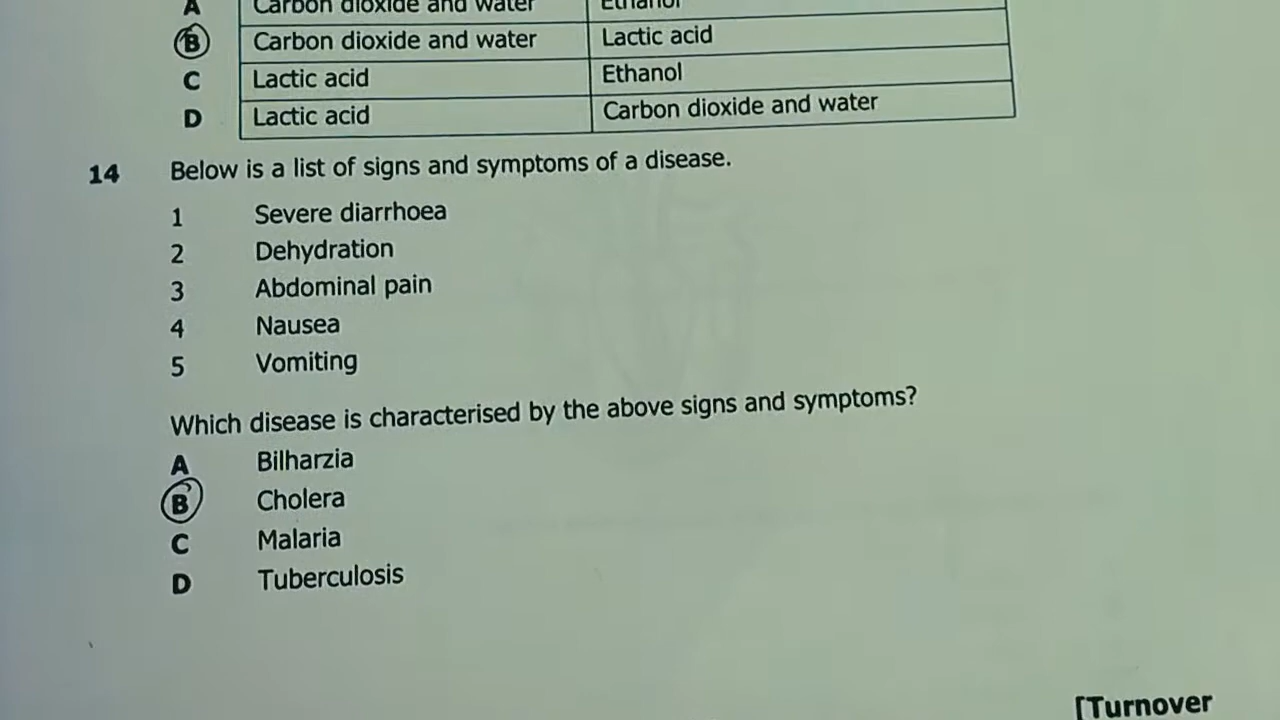 A Carbon dioxide and water Ethanol
B Carbon dioxide and water Lactic acid
C Lactic acid Ethanol
D Lactic acid Carbon dioxide and water
14 Below is a list of signs and symptoms of a disease.
1 Severe diarrhoea
2 Dehydration
3 Abdominal pain
4 Nausea
5 Vomiting
Which disease is characterised by the above signs and symptoms?
A Bilharzia
B Cholera
C Malaria
D Tuberculosis
[Turnover